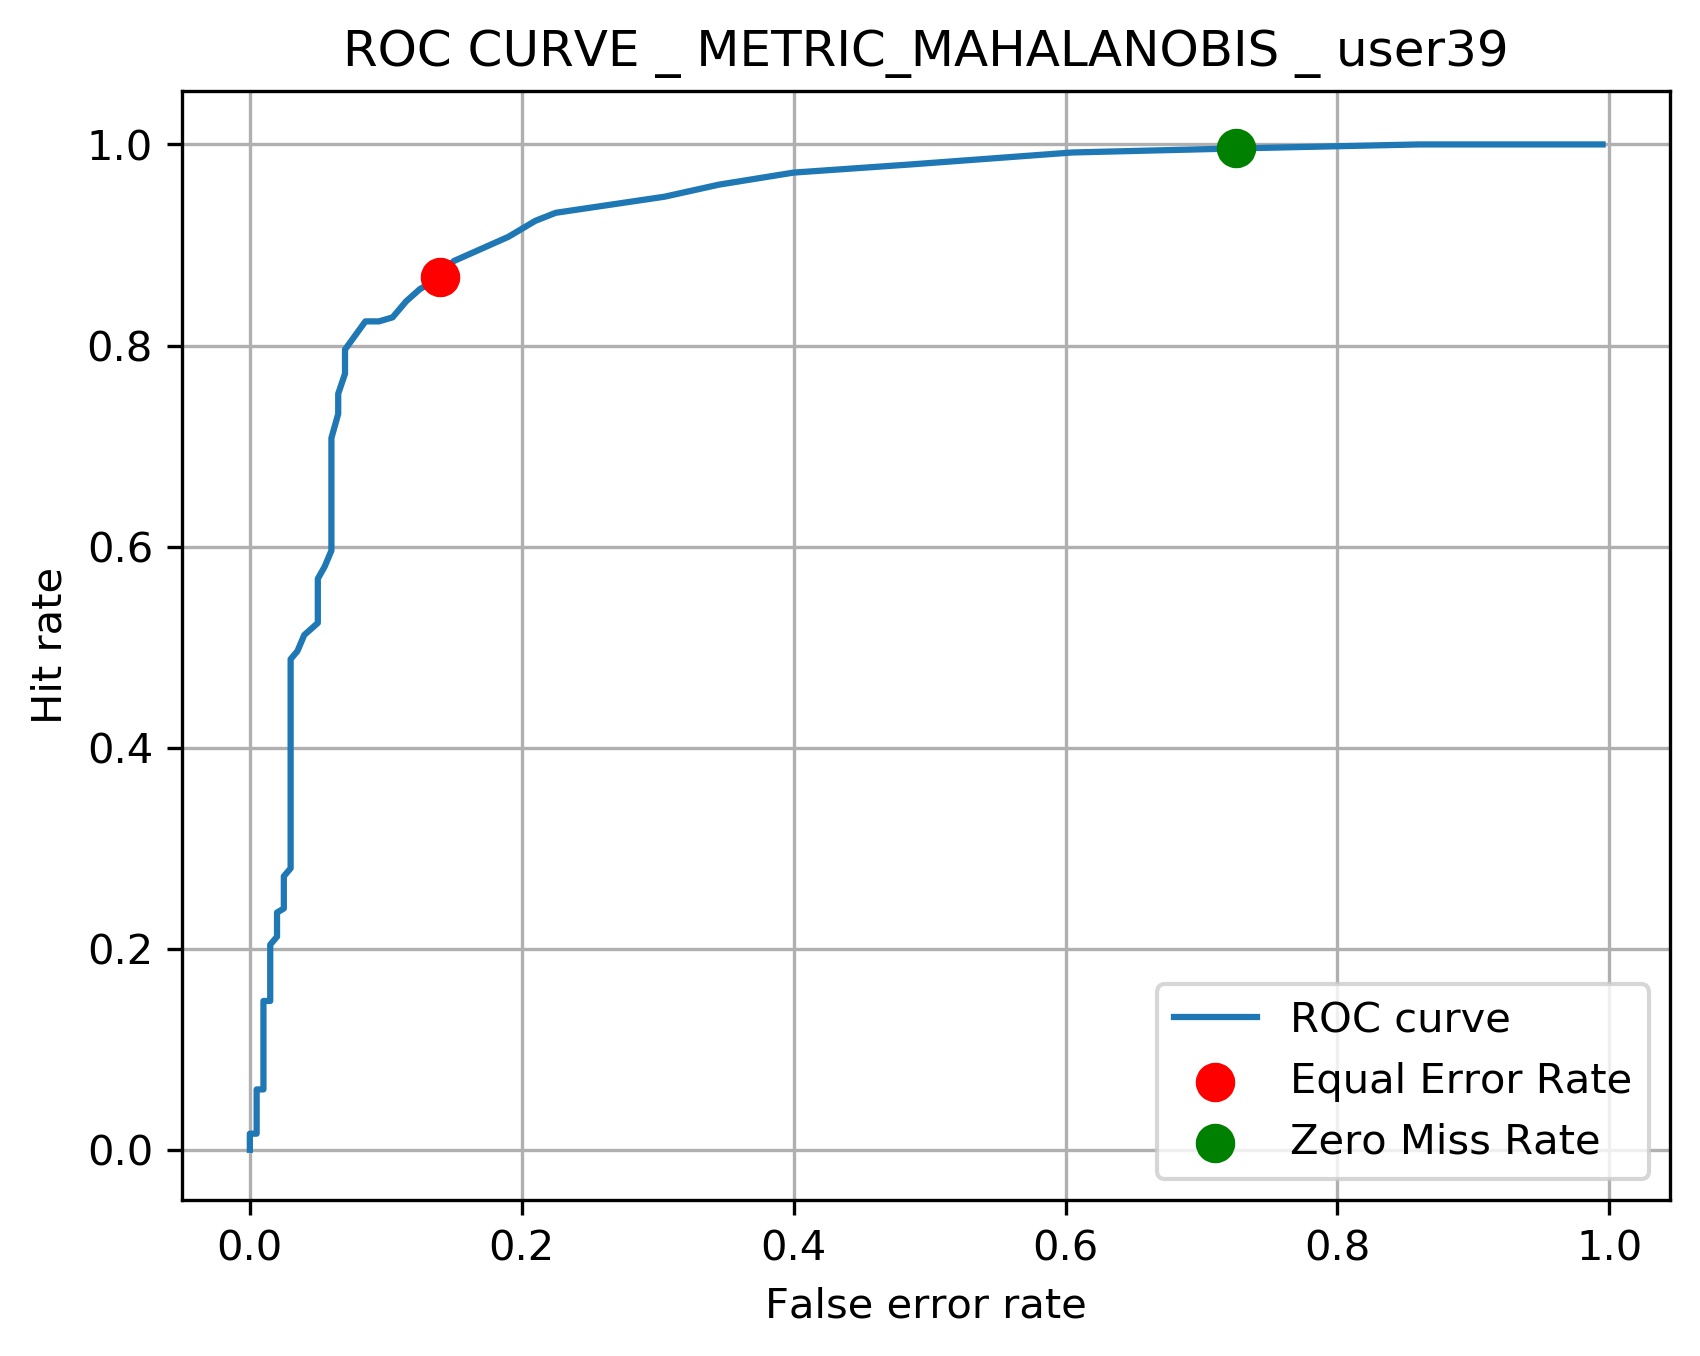 ROC CURVE _ METRIC_MAHALANOBIS _ user39
1.0
0.8
0.6
0.4
0.2
0.0
Hit rate
ROC curve
Equal Error Rate
Zero Miss Rate
0.0 0.2 0.4 0.6 0.8 1.0
False error rate